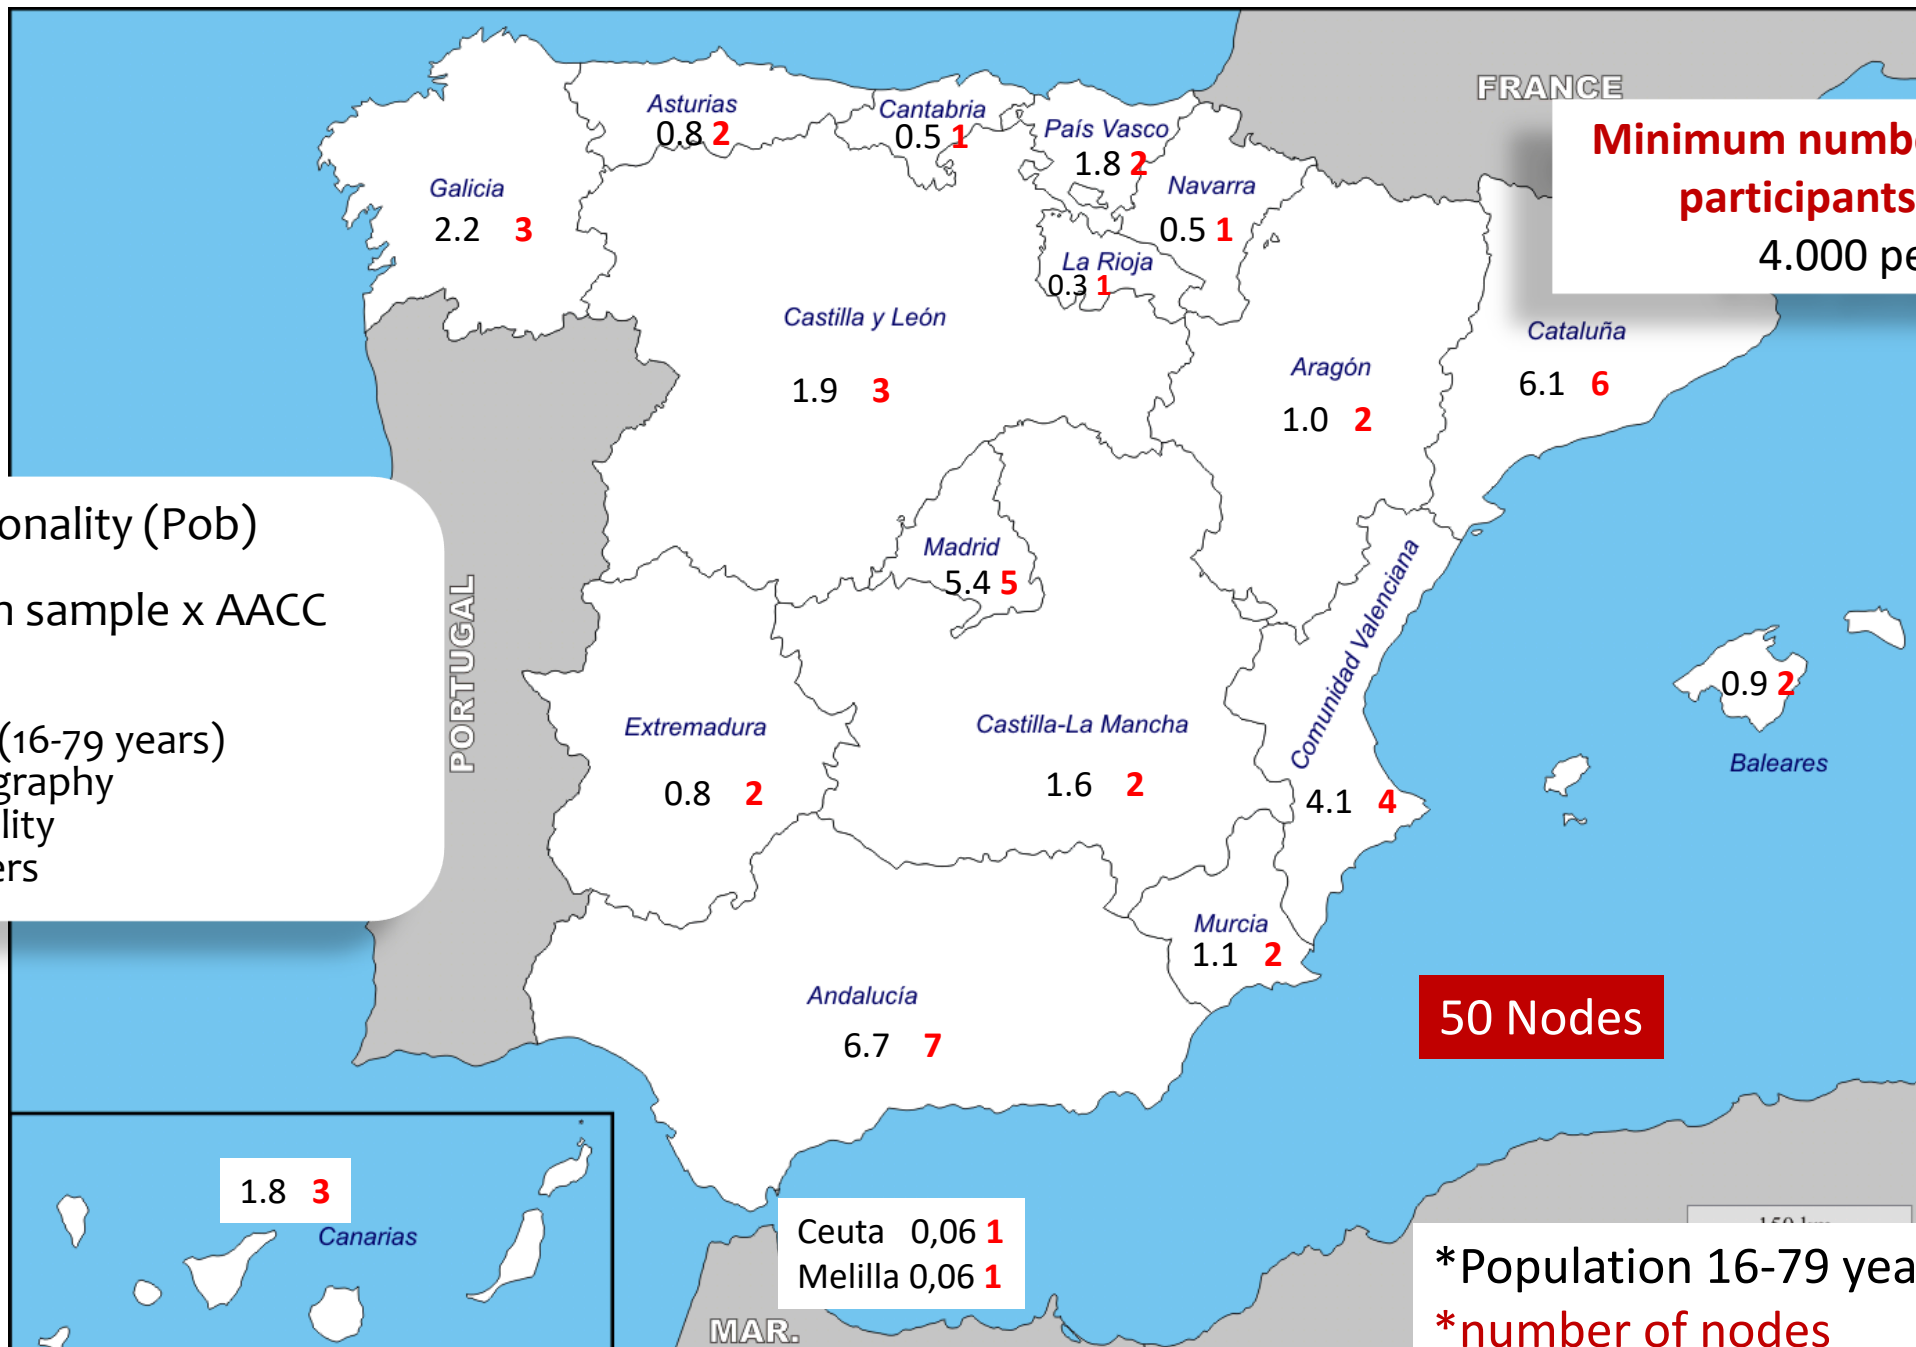 FRANCE
Minimum numbe
participants
4.000 pe
Asturias
0.8 2
Cantabria
0.5 1
País Vasco
1.8 2
Navarra
0.5 1
Galicia
2.2 3
La Rioja
0.3 1
Castilla y León
1.9 3
Aragón
1.0 2
Cataluña
6.1 6
onality (Pob)
n sample x AACC
(16-79 years)
graphy
lity
ers
PORTUGAL
Madrid
5.4 5
Comunidad Valenciana
4.1 4
Extremadura
0.8 2
Castilla-La Mancha
1.6 2
0.9 2
Baleares
Murcia
1.1 2
Andalucía
6.7 7
50 Nodes
1.8 3
Canarias
Ceuta 0,06 1
Melilla 0,06 1
MAR.
*Population 16-79 yea
*number of nodes